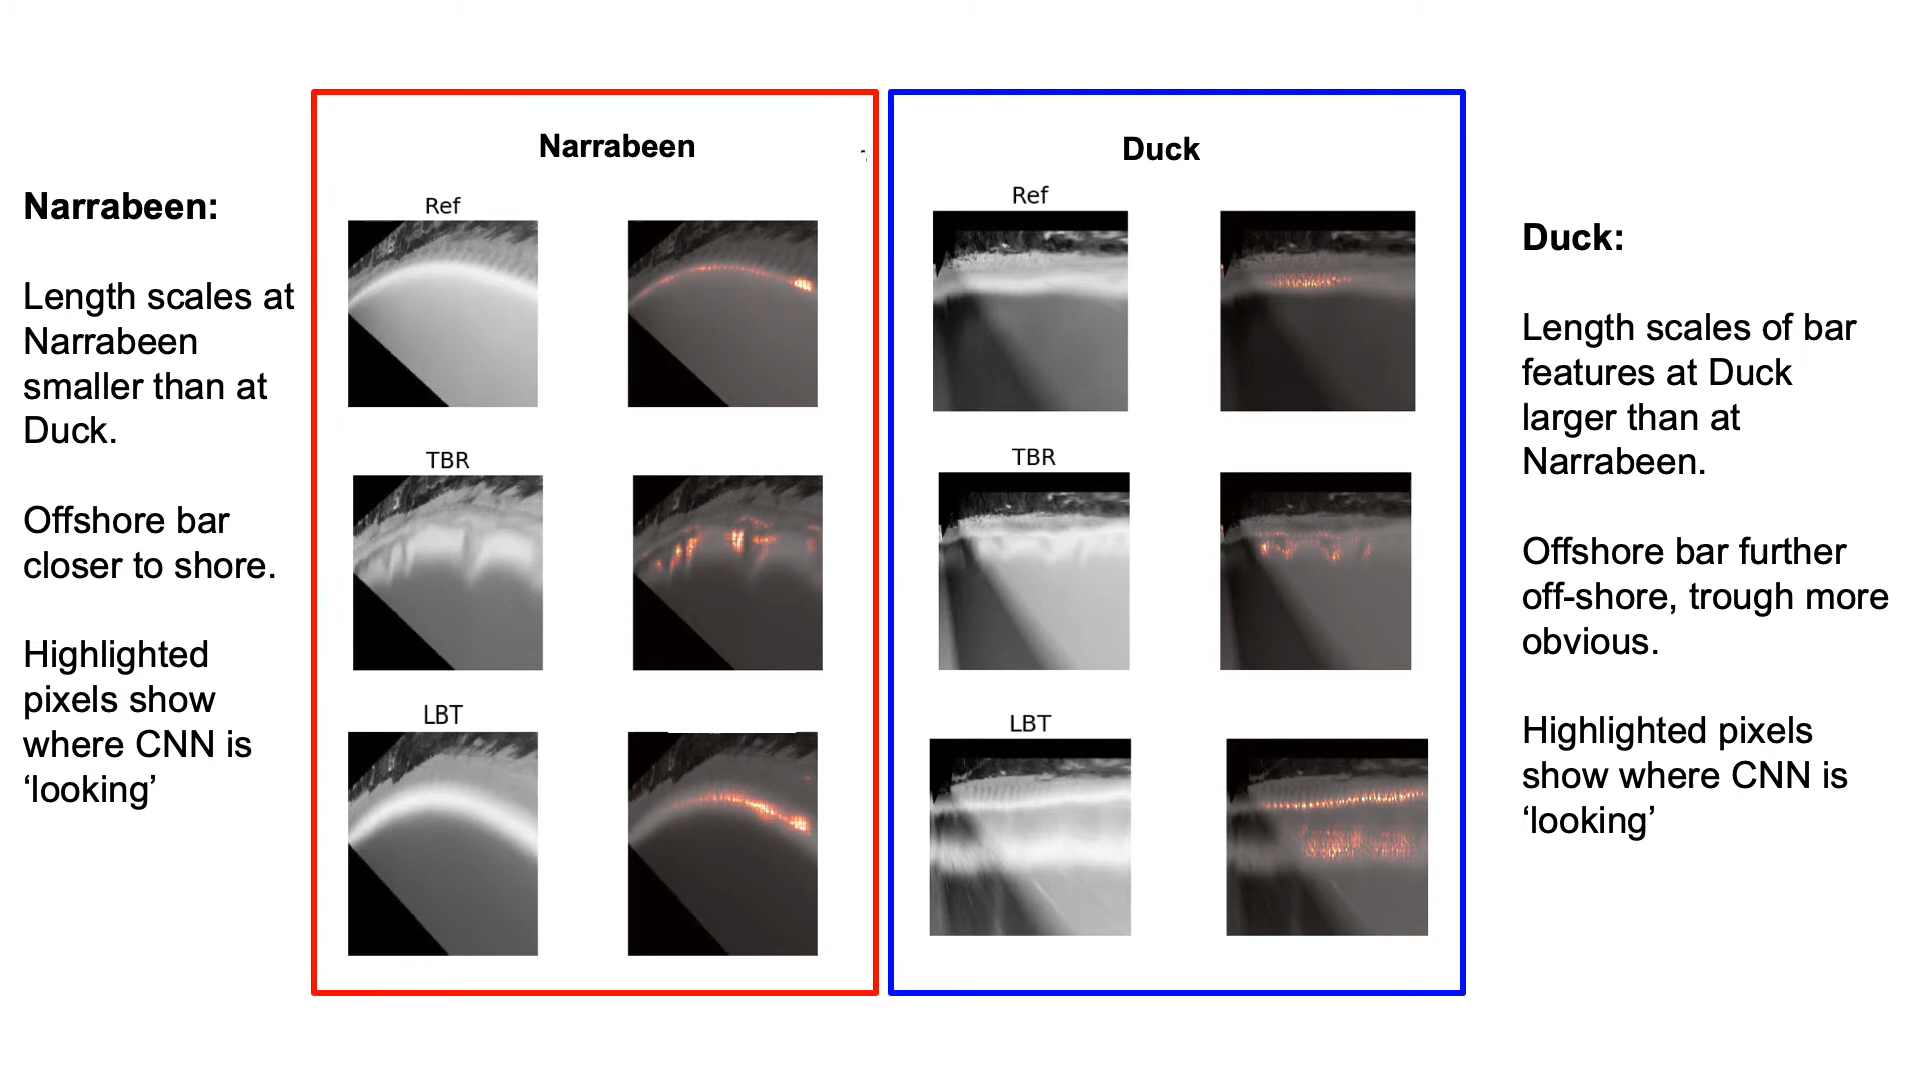 Narrabeen:
Length scales at
Narrabeen
smaller than at
Duck.
Offshore bar
closer to shore.
Highlighted
pixels show
where CNN is
‘looking’
Narrabeen
Ref
TBR
LBT
Duck
Ref
TBR
LBT
Duck:
Length scales of bar
features at Duck
larger than at
Narrabeen.
Offshore bar further
off-shore, trough more
obvious.
Highlighted pixels
show where CNN is
‘looking’